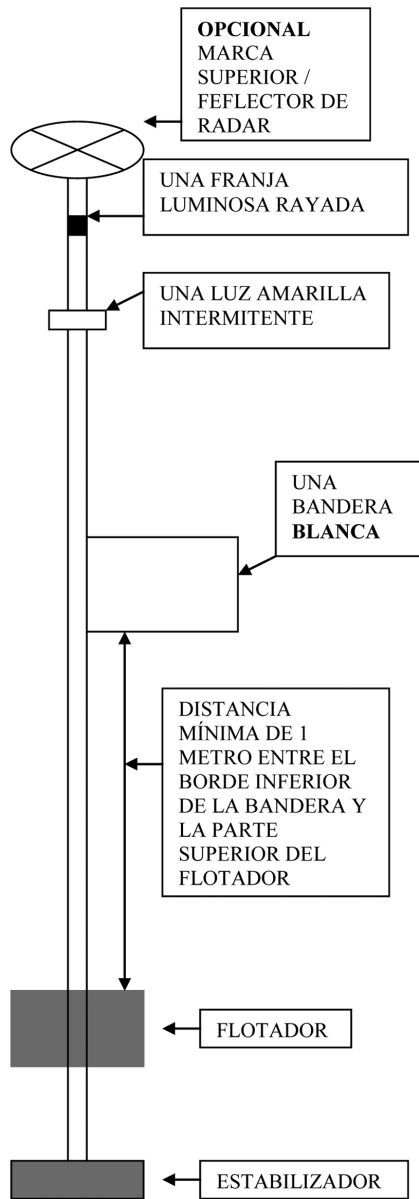 OPCIONAL
MARCA
SUPERIOR /
FEFLECTOR DE
RADAR
UNA FRANJA
LUMINOSA RAYADA
UNA LUZ AMARILLA
INTERMITENTE
UNA
BANDERA
BLANCA
DISTANCIA
MÍNIMA DE 1
METRO ENTRE EL
BORDE INFERIOR
DE LA BANDERA Y
LA PARTE
SUPERIOR DEL
FLOTADOR
FLOTADOR
ESTABILIZADOR